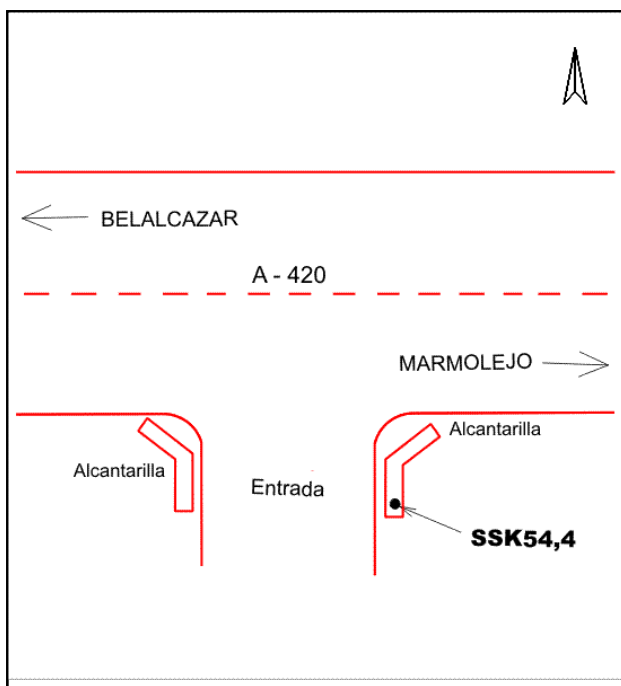 BELALCAZAR
A - 420
MARMOLEJO
Alcantarilla
Alcantarilla
Entrada
SSK54,4